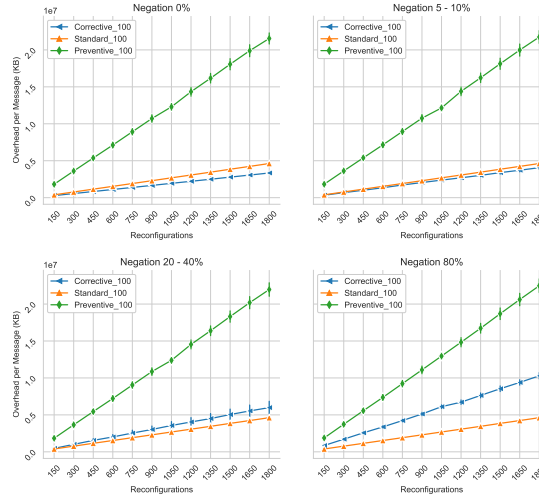 Negation 0%
1e7
Corrective_100
Standard_100
Preventive_100
Overhead per Message (KB)
2.0
1.5
1.0
0.5
0.0
150 300 450 600 750 900 1050 1200 1350 1500 1650 1800
Reconfigurations
Negation 5 - 10%
Corrective_100
Standard_100
Preventive_100
150 300 450 600 750 900 1050 1200 1350 1500 1650 1800
Reconfigurations
Negation 20 - 40%
1e7
Corrective_100
Standard_100
Preventive_100
Overhead per Message (KB)
2.0
1.5
1.0
0.5
0.0
150 300 450 600 750 900 1050 1200 1350 1500 1650 1800
Reconfigurations
Negation 80%
Corrective_100
Standard_100
Preventive_100
150 300 450 600 750 900 1050 1200 1350 1500 1650 1800
Reconfigurations